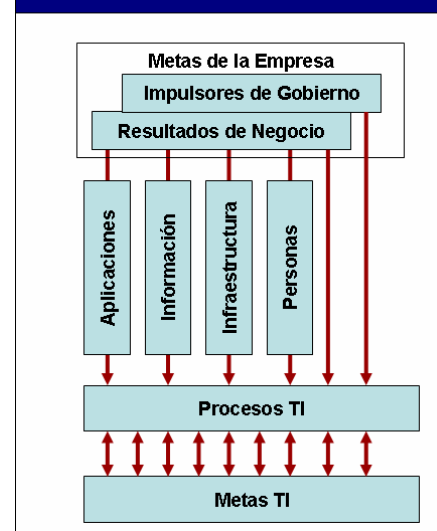 Metas de la Empresa
Impulsores de Gobierno
Resultados de Negocio
Aplicaciones
Información
Infraestructura
Personas
Procesos TI
Metas TI